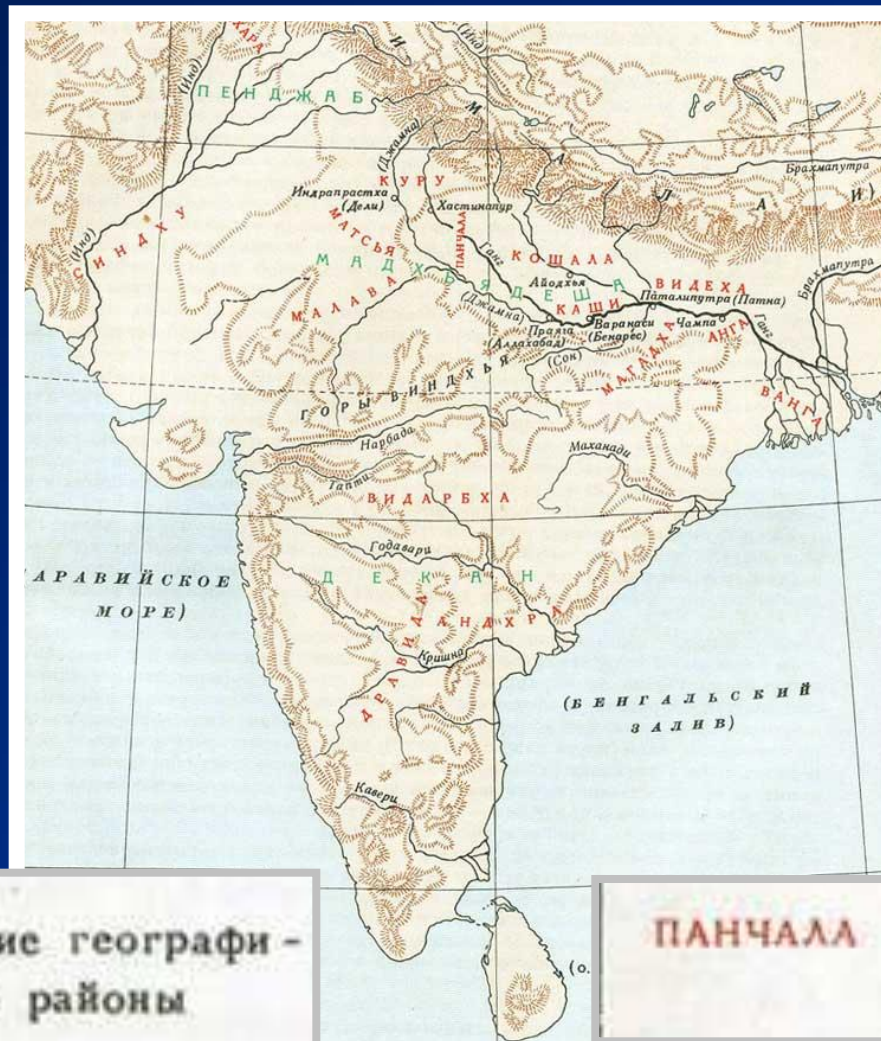 ХАРА
(Инд)
ПЕНДЖАБ
(Инд)
И
М
А
Л
А
И)
(Джамна)
Брахмапутра
КУРУ
Индрапрастха
(Дели)
Хастинапур
СИНДХУ
(Инд)
МАТСЬЯ
ПАНЧАЛА
Ганг
КОШАЛА
Айодхья
МАДХЬЯДЕША
ВИДЕХА
Брахмапутра
МАЛАВА
(Джамна)
КАШИ
Паталипутра (Патна)
Праяга
(Аллахабад)
Варанаси
(Бенарес)
Чампа
АНГА
Ганг
(Сон)
МАГАДХА
ГОРЫ ВИНДХЬЯ
ВАНГА
Нарбада
Маханади
Тапти
ВИДАРБХА
Годавари
ДЕКАН
АРАВИЙСКОЕ
МОРЕ)
АНДХРА
ДРАВИДА
Кришна
(БЕНГАЛЬСКИЙ
ЗАЛИВ)
Кавери
(о.
ие географи-
районы
ПАНЧАЛА